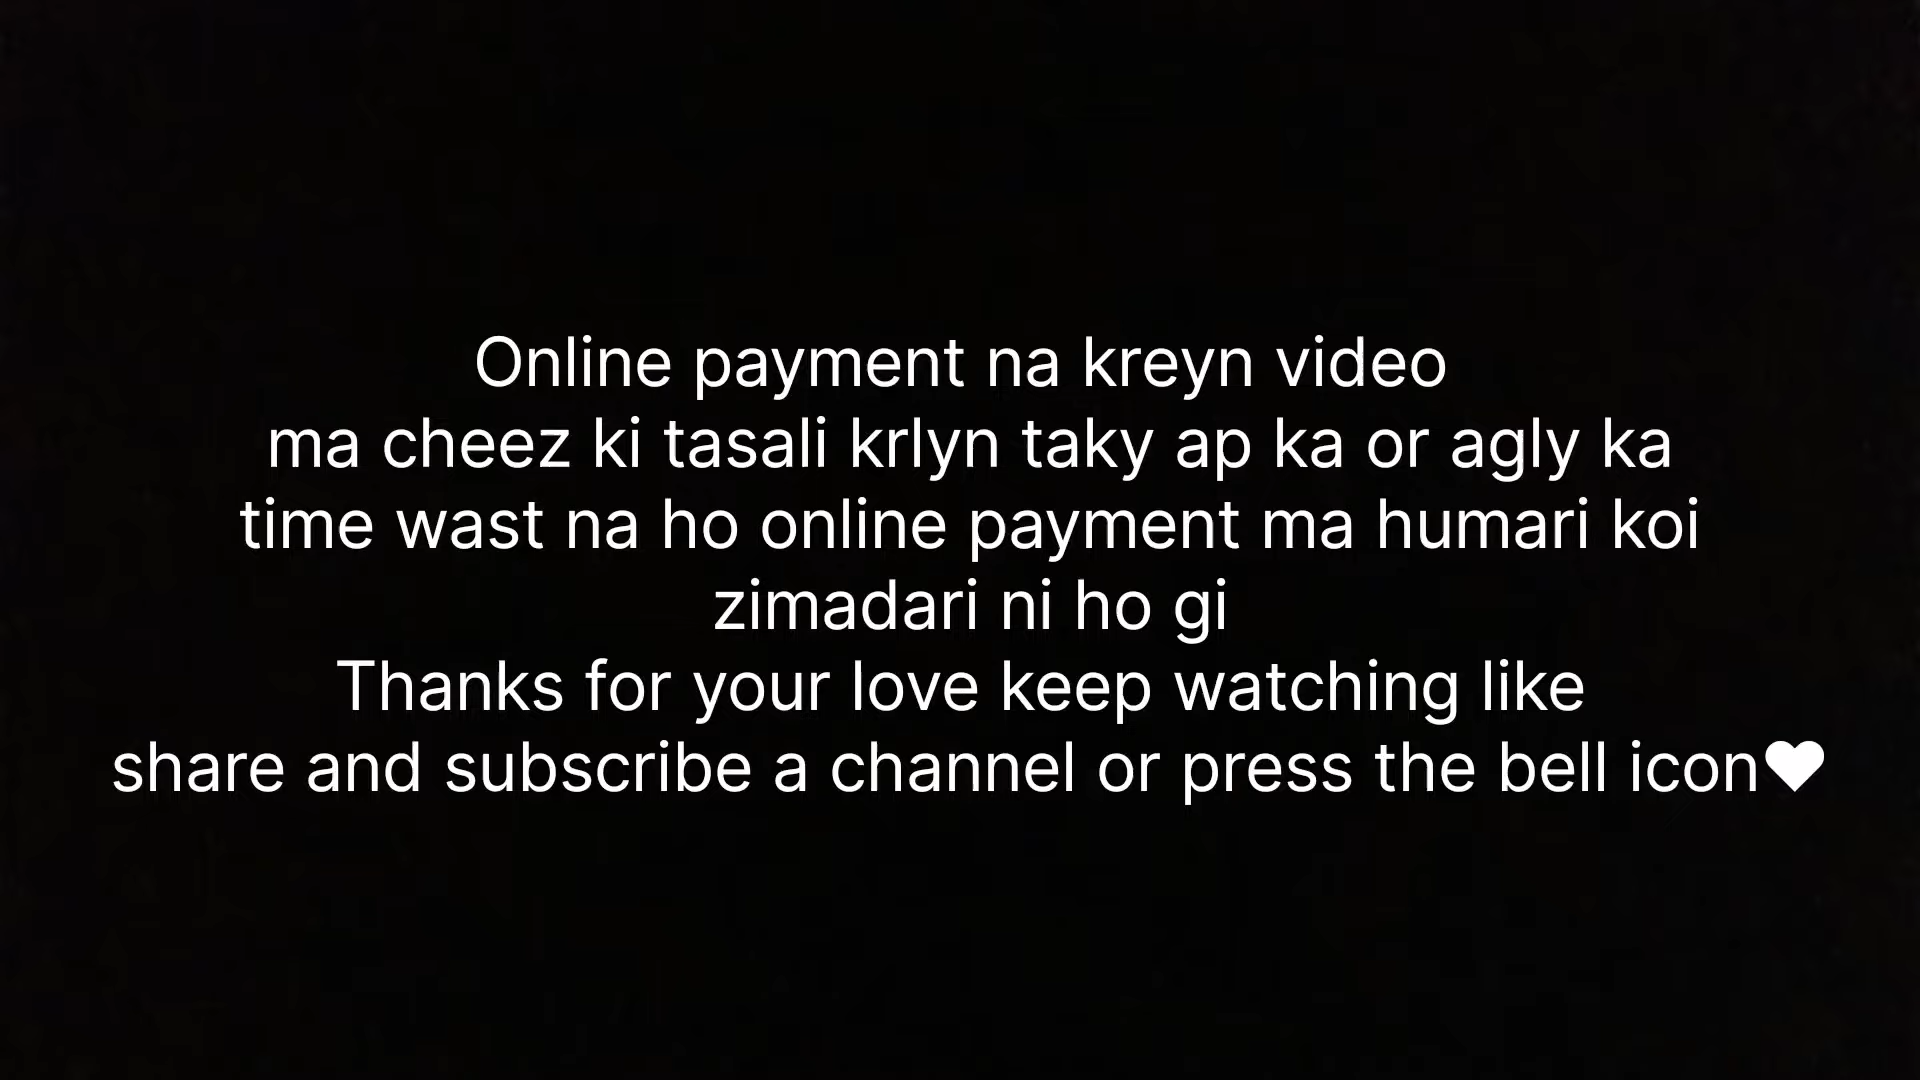 Online payment na kreyn video
ma cheez ki tasali krlyn taky ap ka or agly ka
time wast na ho online payment ma humari koi
zimadari ni ho gi
Thanks for your love keep watching like
share and subscribe a channel or press the bell icon♥